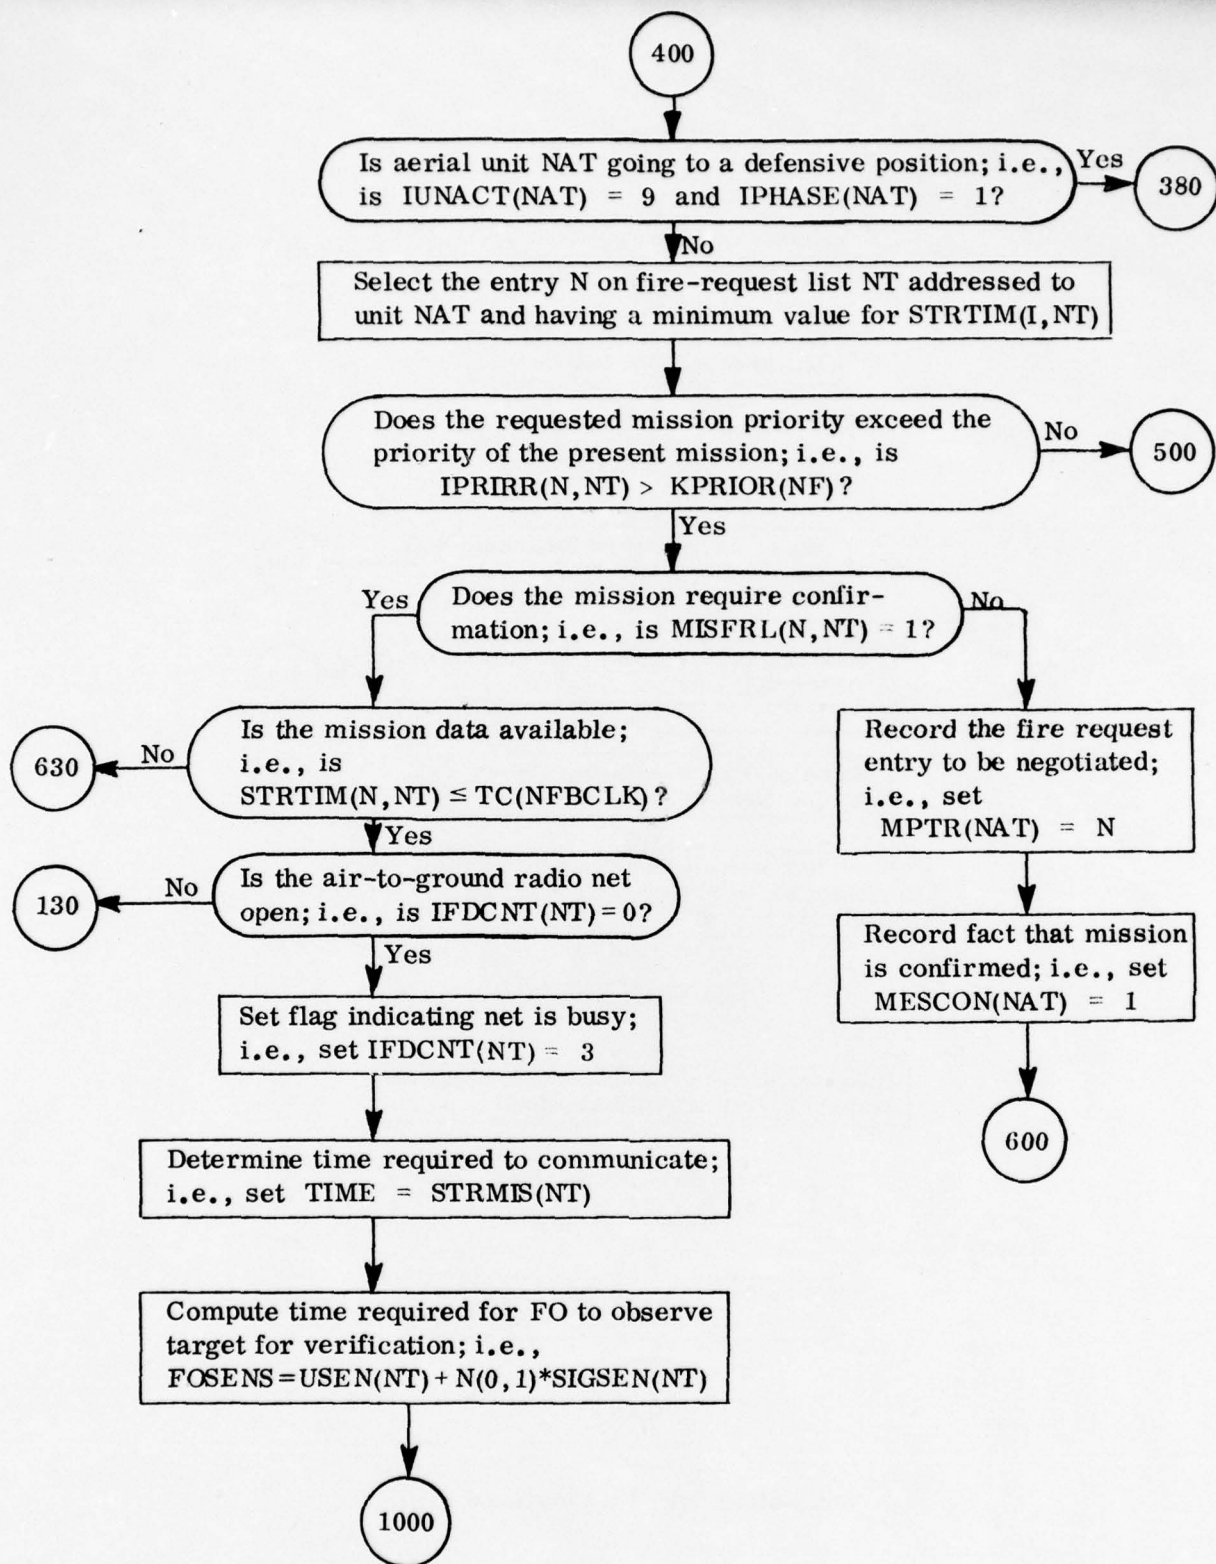 400
Is aerial unit NAT going to a defensive position; i.e.,
is IUNACT(NAT) = 9 and IPHASE(NAT) = 1?
Yes
380
No
Select the entry N on fire-request list NT addressed to
unit NAT and having a minimum value for STRTIM(I,NT)
Does the requested mission priority exceed the
priority of the present mission; i.e., is
IPRIRR(N,NT) > KPRIOR(NF)?
No
500
Yes
Does the mission require confir-
mation; i.e., is MISFRL(N,NT) = 1?
Yes
No
Is the mission data available;
i.e., is
STRTIM(N,NT) ≤ TC(NFBCLK)?
No
630
Yes
Is the air-to-ground radio net
open; i.e., is IFDCNT(NT)=0?
No
130
Yes
Set flag indicating net is busy;
i.e., set IFDCNT(NT) = 3
Determine time required to communicate;
i.e., set TIME = STRMIS(NT)
Compute time required for FO to observe
target for verification; i.e.,
FOSENS=USEN(NT)+N(0,1)*SIGSEN(NT)
1000
Record the fire request
entry to be negotiated;
i.e., set
MPTR(NAT) = N
Record fact that mission
is confirmed; i.e., set
MESCON(NAT) = 1
600